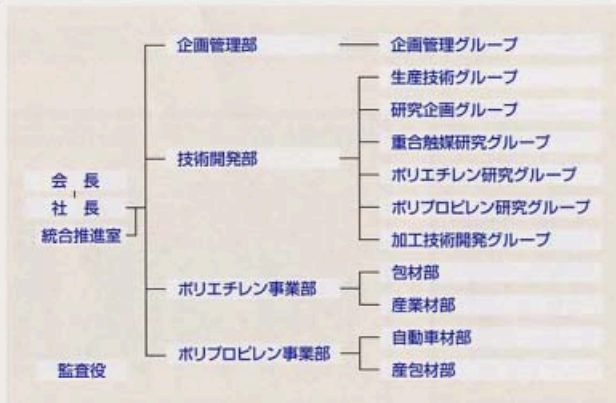 企画管理部
企画管理グループ
生産技術グループ
研究企画グループ
技術開発部
重合触媒研究グループ
ポリエチレン研究グループ
ポリプロピレン研究グループ
加工技術開発グループ
会長
社長
統合推進室
ポリエチレン事業部
包材部
産業材部
ポリプロピレン事業部
自動車材部
産包材部
監査役